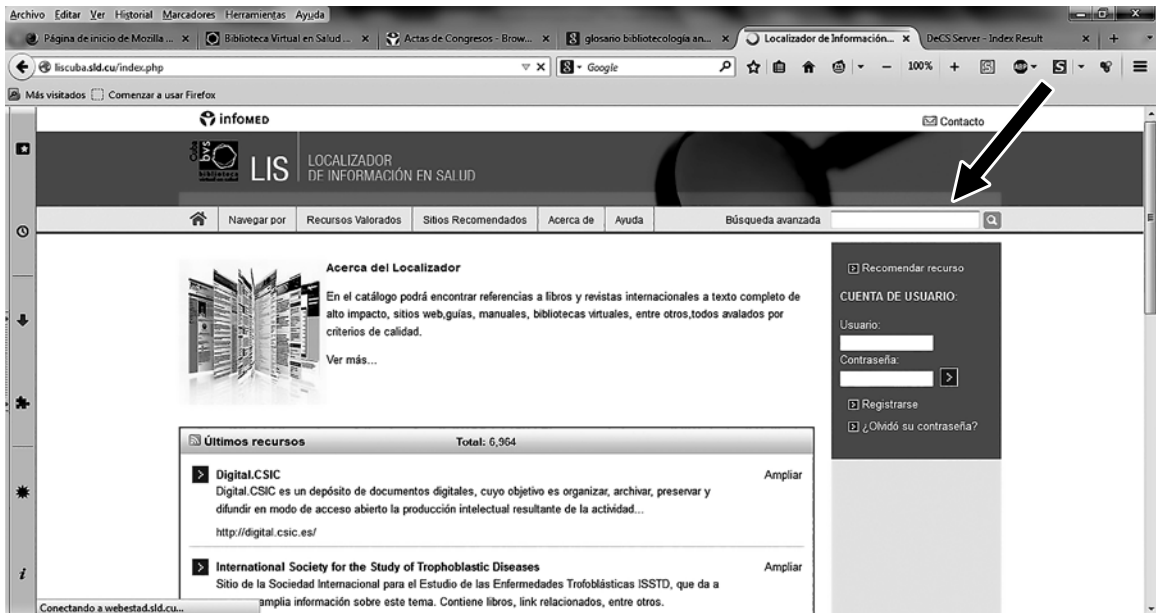 Archivo Editar Ver Historial Marcadores Herramientas Ayuda
Página de inicio de Mozilla ... × Biblioteca Virtual en Salud ... × Actas de Congresos - Brow... × glosario bibliotecología an... × Localizador de Información... × DeCS Server - Index Result × +
liscuba.sld.cu/index.php Google 100%
Más visitados Comenzar a usar Firefox
infOMED Contacto
Cuba
bvs
biblioteca
LIS LOCALIZADOR
DE INFORMACIÓN EN SALUD
Navegar por Recursos Valorados Sitios Recomendados Acerca de Ayuda Búsqueda avanzada
Acerca del Localizador
En el catálogo podrá encontrar referencias a libros y revistas internacionales a texto completo de
alto impacto, sitios web,guías, manuales, bibliotecas virtuales, entre otros,todos avalados por
criterios de calidad.
Ver más...
Recomendar recurso
CUENTA DE USUARIO:
Usuario:
Contraseña:
Registrarse
¿Olvidó su contraseña?
Últimos recursos Total: 6,964
Digital.CSIC Ampliar
Digital.CSIC es un depósito de documentos digitales, cuyo objetivo es organizar, archivar, preservar y
difundir en modo de acceso abierto la producción intelectual resultante de la actividad...
http://digital.csic.es/
International Society for the Study of Trophoblastic Diseases Ampliar
Sitio de la Sociedad Internacional para el Estudio de las Enfermedades Trofoblásticas ISSTD, que da a
amplia información sobre este tema. Contiene libros, link relacionados, entre otros.
Conectando a webestad.sld.cu...